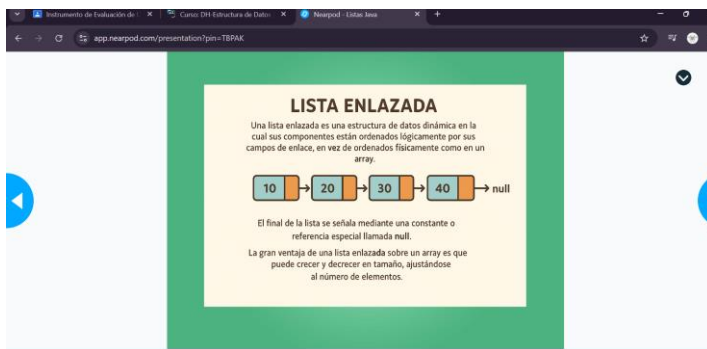 Instrumento de Evaluación de
Curso: DH-Estructura de Datos
Nearpod - Listas Java
app.nearpod.com/presentation?pin=TBPAK
LISTA ENLAZADA
Una lista enlazada es una estructura de datos dinámica en la
cual sus componentes están ordenados lógicamente por sus
campos de enlace, en vez de ordenados físicamente como en un
array.
10 20 30 40 null
El final de la lista se señala mediante una constante o
referencia especial llamada null.
La gran ventaja de una lista enlazada sobre un array es que
puede crecer y decrecer en tamaño, ajustándose
al número de elementos.